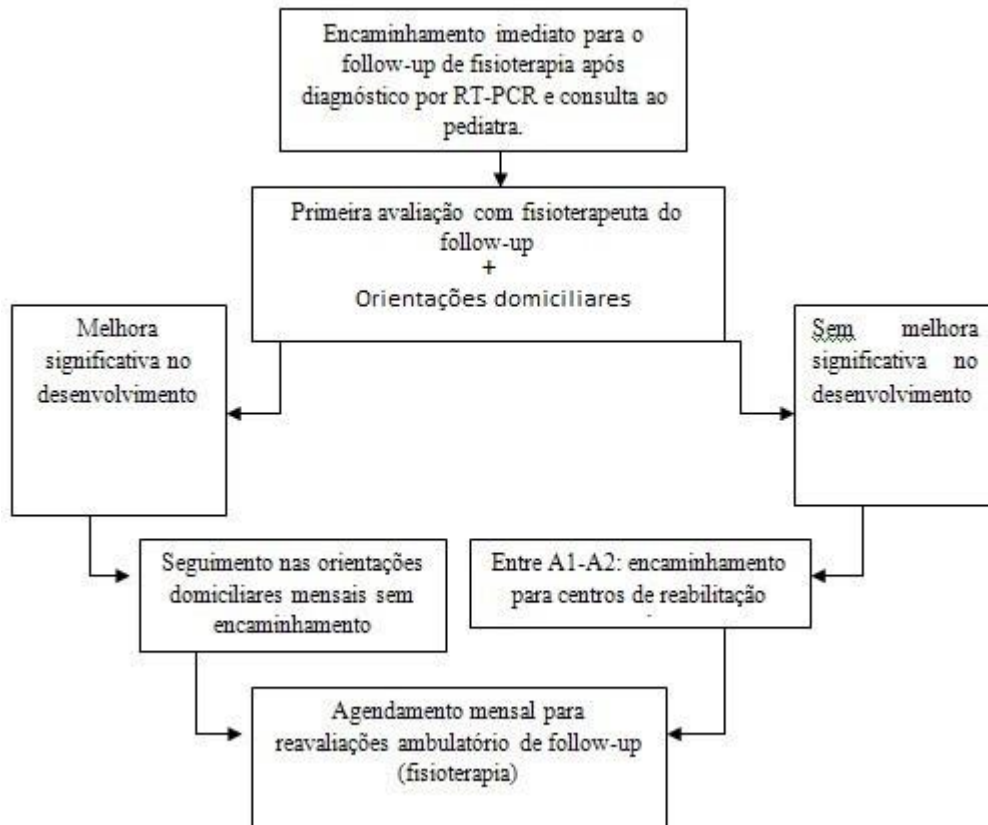 Encaminhamento imediato para o
follow-up de fisioterapia após
diagnóstico por RT-PCR e consulta ao
pediatra.
Primeira avaliação com fisioterapeuta do
follow-up
+
Orientações domiciliares
Melhora
significativa no
desenvolvimento
Sem melhora
significativa no
desenvolvimento
Seguimento nas orientações
domiciliares mensais sem
encaminhamento
Entre A1-A2: encaminhamento
para centros de reabilitação
Agendamento mensal para
reavaliações ambulatório de follow-up
(fisioterapia)